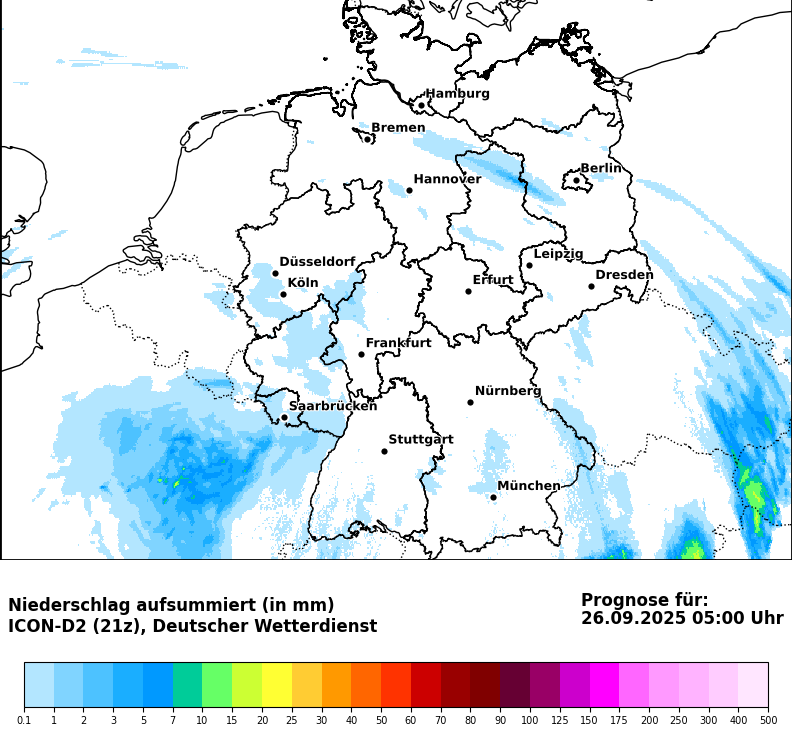 Hamburg
Bremen
Berlin
Hannover
Leipzig
Düsseldorf
Dresden
Erfurt
Köln
Frankfurt
Nürnberg
Saarbrücken
Stuttgart
München
Niederschlag aufsummiert (in mm)
ICON-D2 (21z), Deutscher Wetterdienst
Prognose für:
26.09.2025 05:00 Uhr
0.1 1 2 3 5 7 10 15 20 25 30 40 50 60 70 80 90 100 125 150 175 200 250 300 400 500